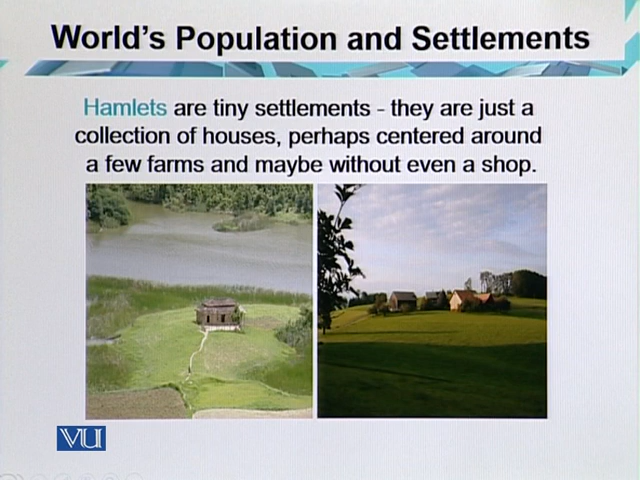 World's Population and Settlements
Hamlets are tiny settlements - they are just a
collection of houses, perhaps centered around
a few farms and maybe without even a shop.
VU